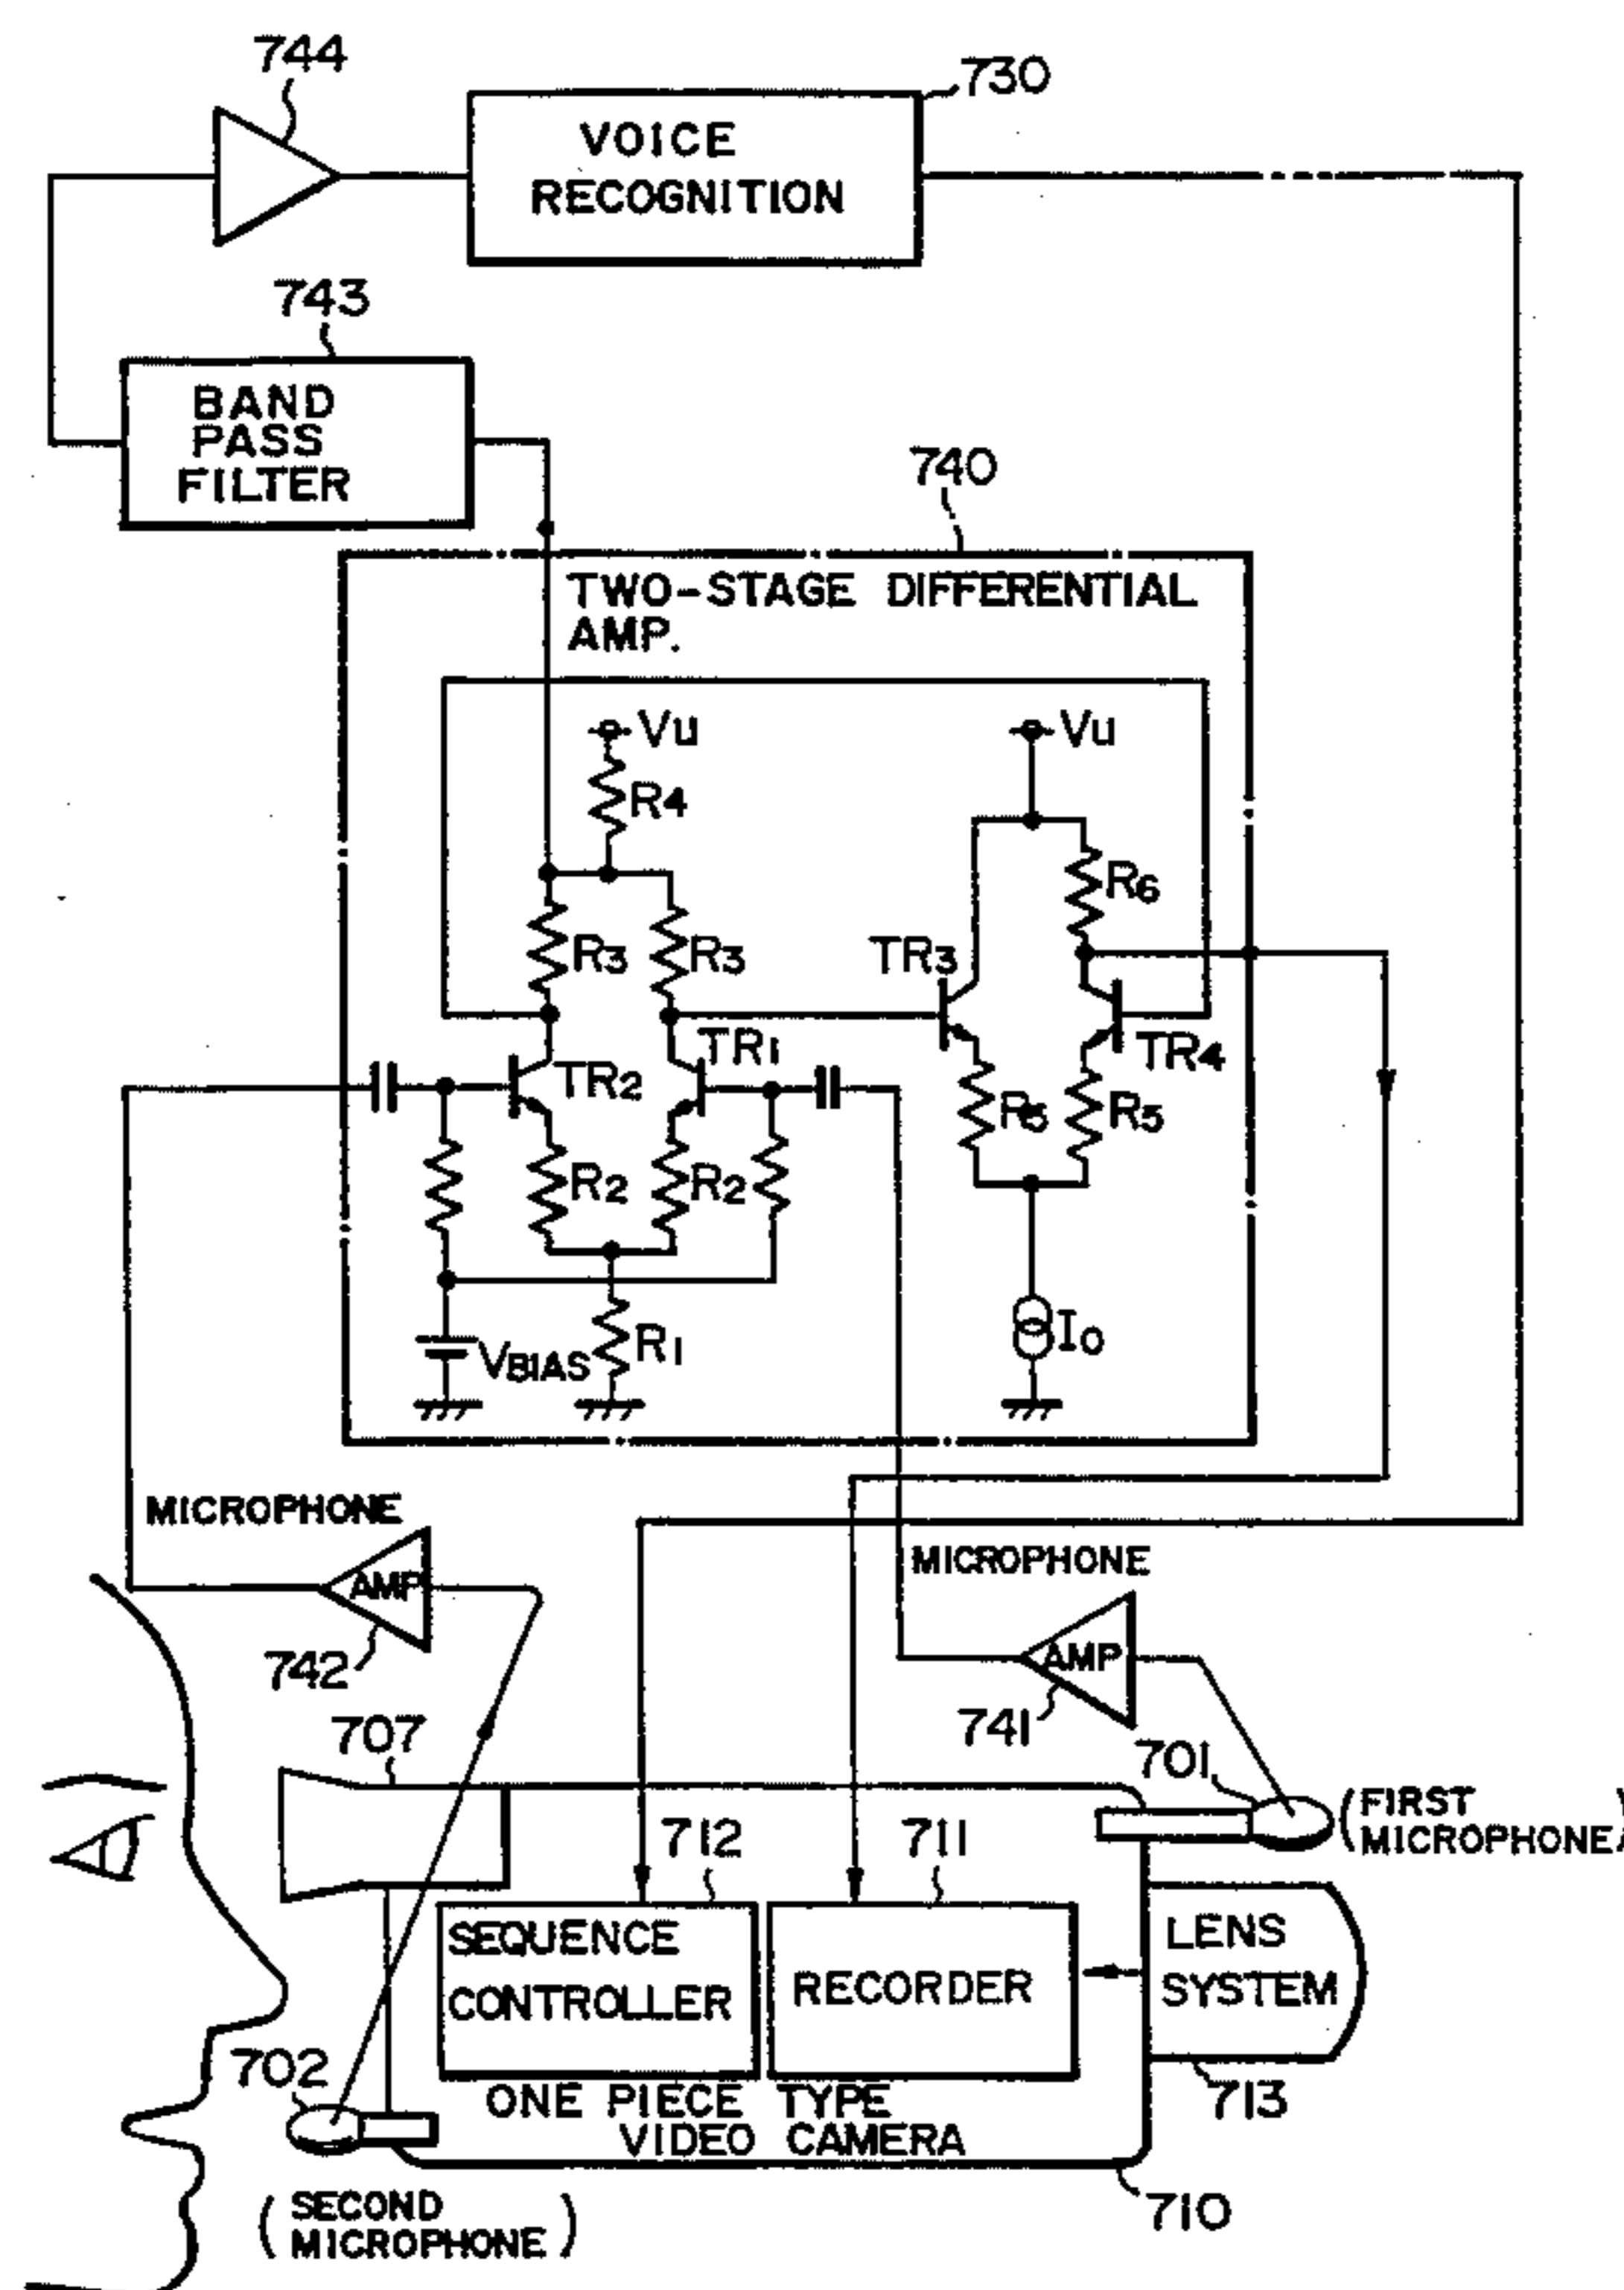 744
730
VOICE
RECOGNITION
743
BAND
PASS
FILTER
740
TWO-STAGE DIFFERENTIAL
AMP.
Vu
Vu
R4
R6
R3
R3
TR3
TR1
TR2
TR4
R5
R5
R2
R2
VBIAS
R1
Io
MICROPHONE
AMP
742
MICROPHONE
AMP
741
707
701
(FIRST
MICROPHONE)
712
711
SEQUENCE
CONTROLLER
RECORDER
LENS
SYSTEM
702
713
ONE PIECE TYPE
VIDEO CAMERA
710
(SECOND
MICROPHONE)